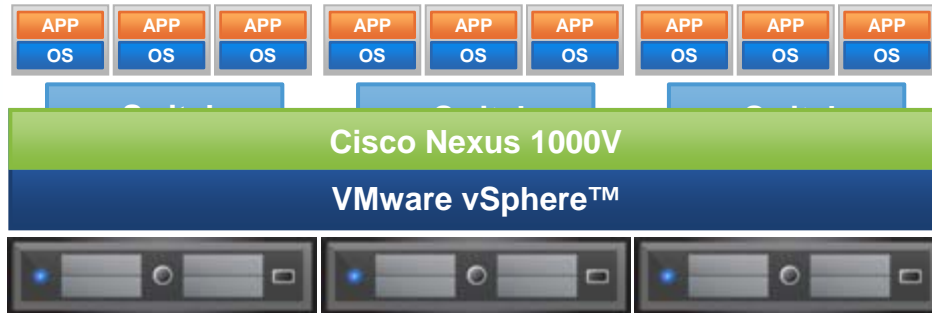 APP APP APP APP APP APP APP APP APP
OS OS OS OS OS OS OS OS OS
Cisco Nexus 1000V
VMware vSphere™